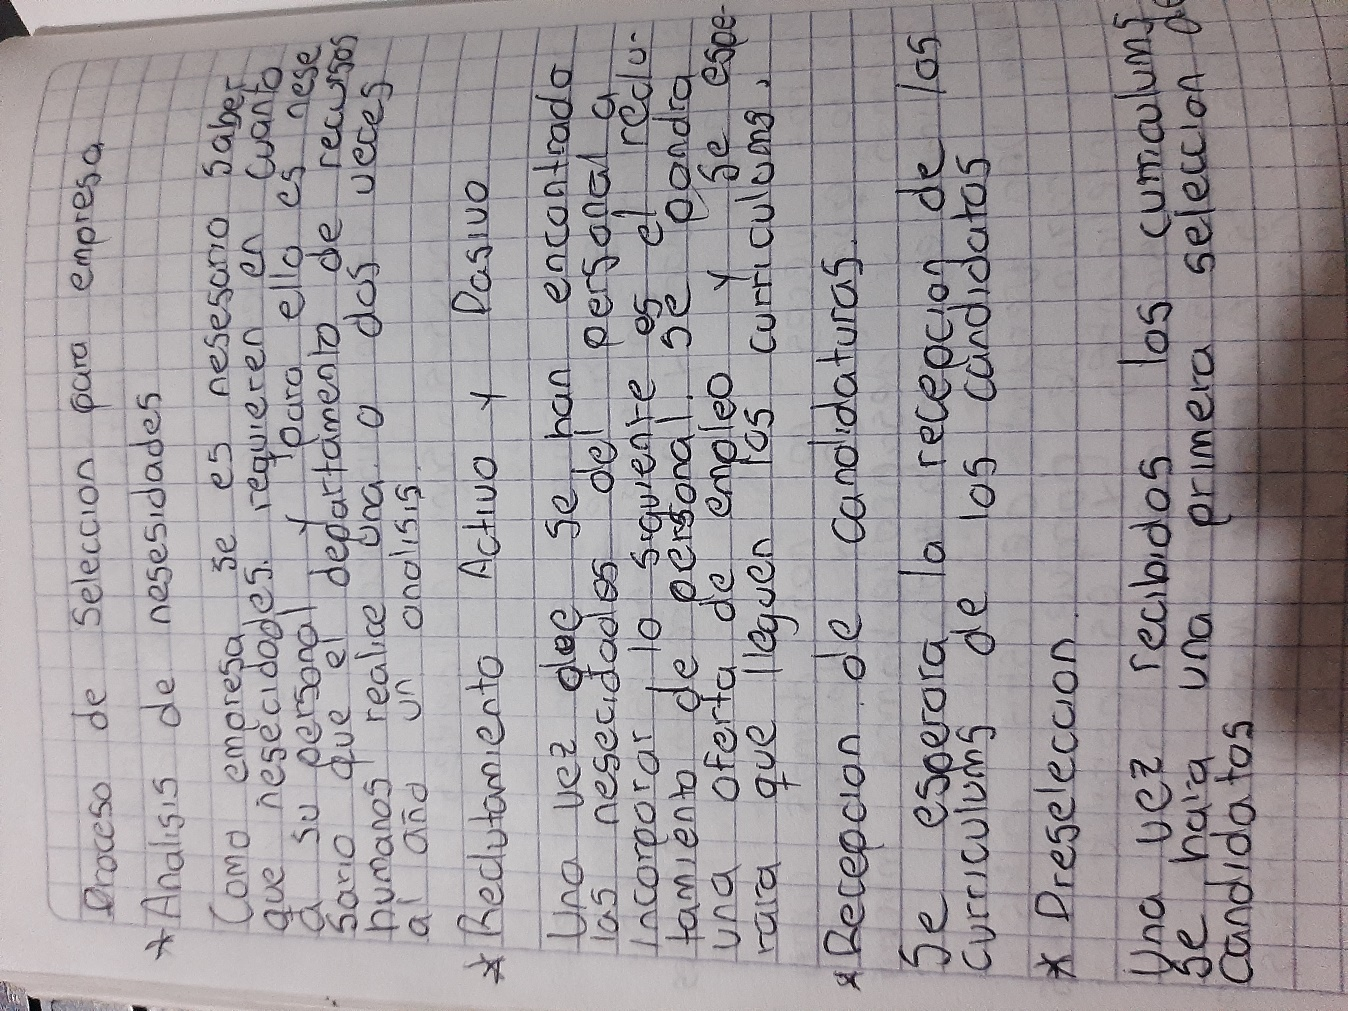 Proceso de Seleccion para empresa
* Analisis de nesesidades
Como empresa se es nesesario saber
que nesecidades requieren en cuanto
a su personal y para ello es nese
sario que el departamento de recursos
humanos realice una o dos veces
al año un analisis.
* Reclutamiento Activo y Pasivo
Una vez que se han encontrado
las nesecidades del personal a
incorporar lo siguiente es el reclu-
tamiento de personal. Se pondra
una oferta de empleo y se espe-
rara que lleguen los curriculums.
* Recepcion de candidaturas.
Se esperara la recepcion de los
curriculums de los candidatos
* Preseleccion.
Una vez recibidos los curriculums
se hara una primera seleccion de
candidatos